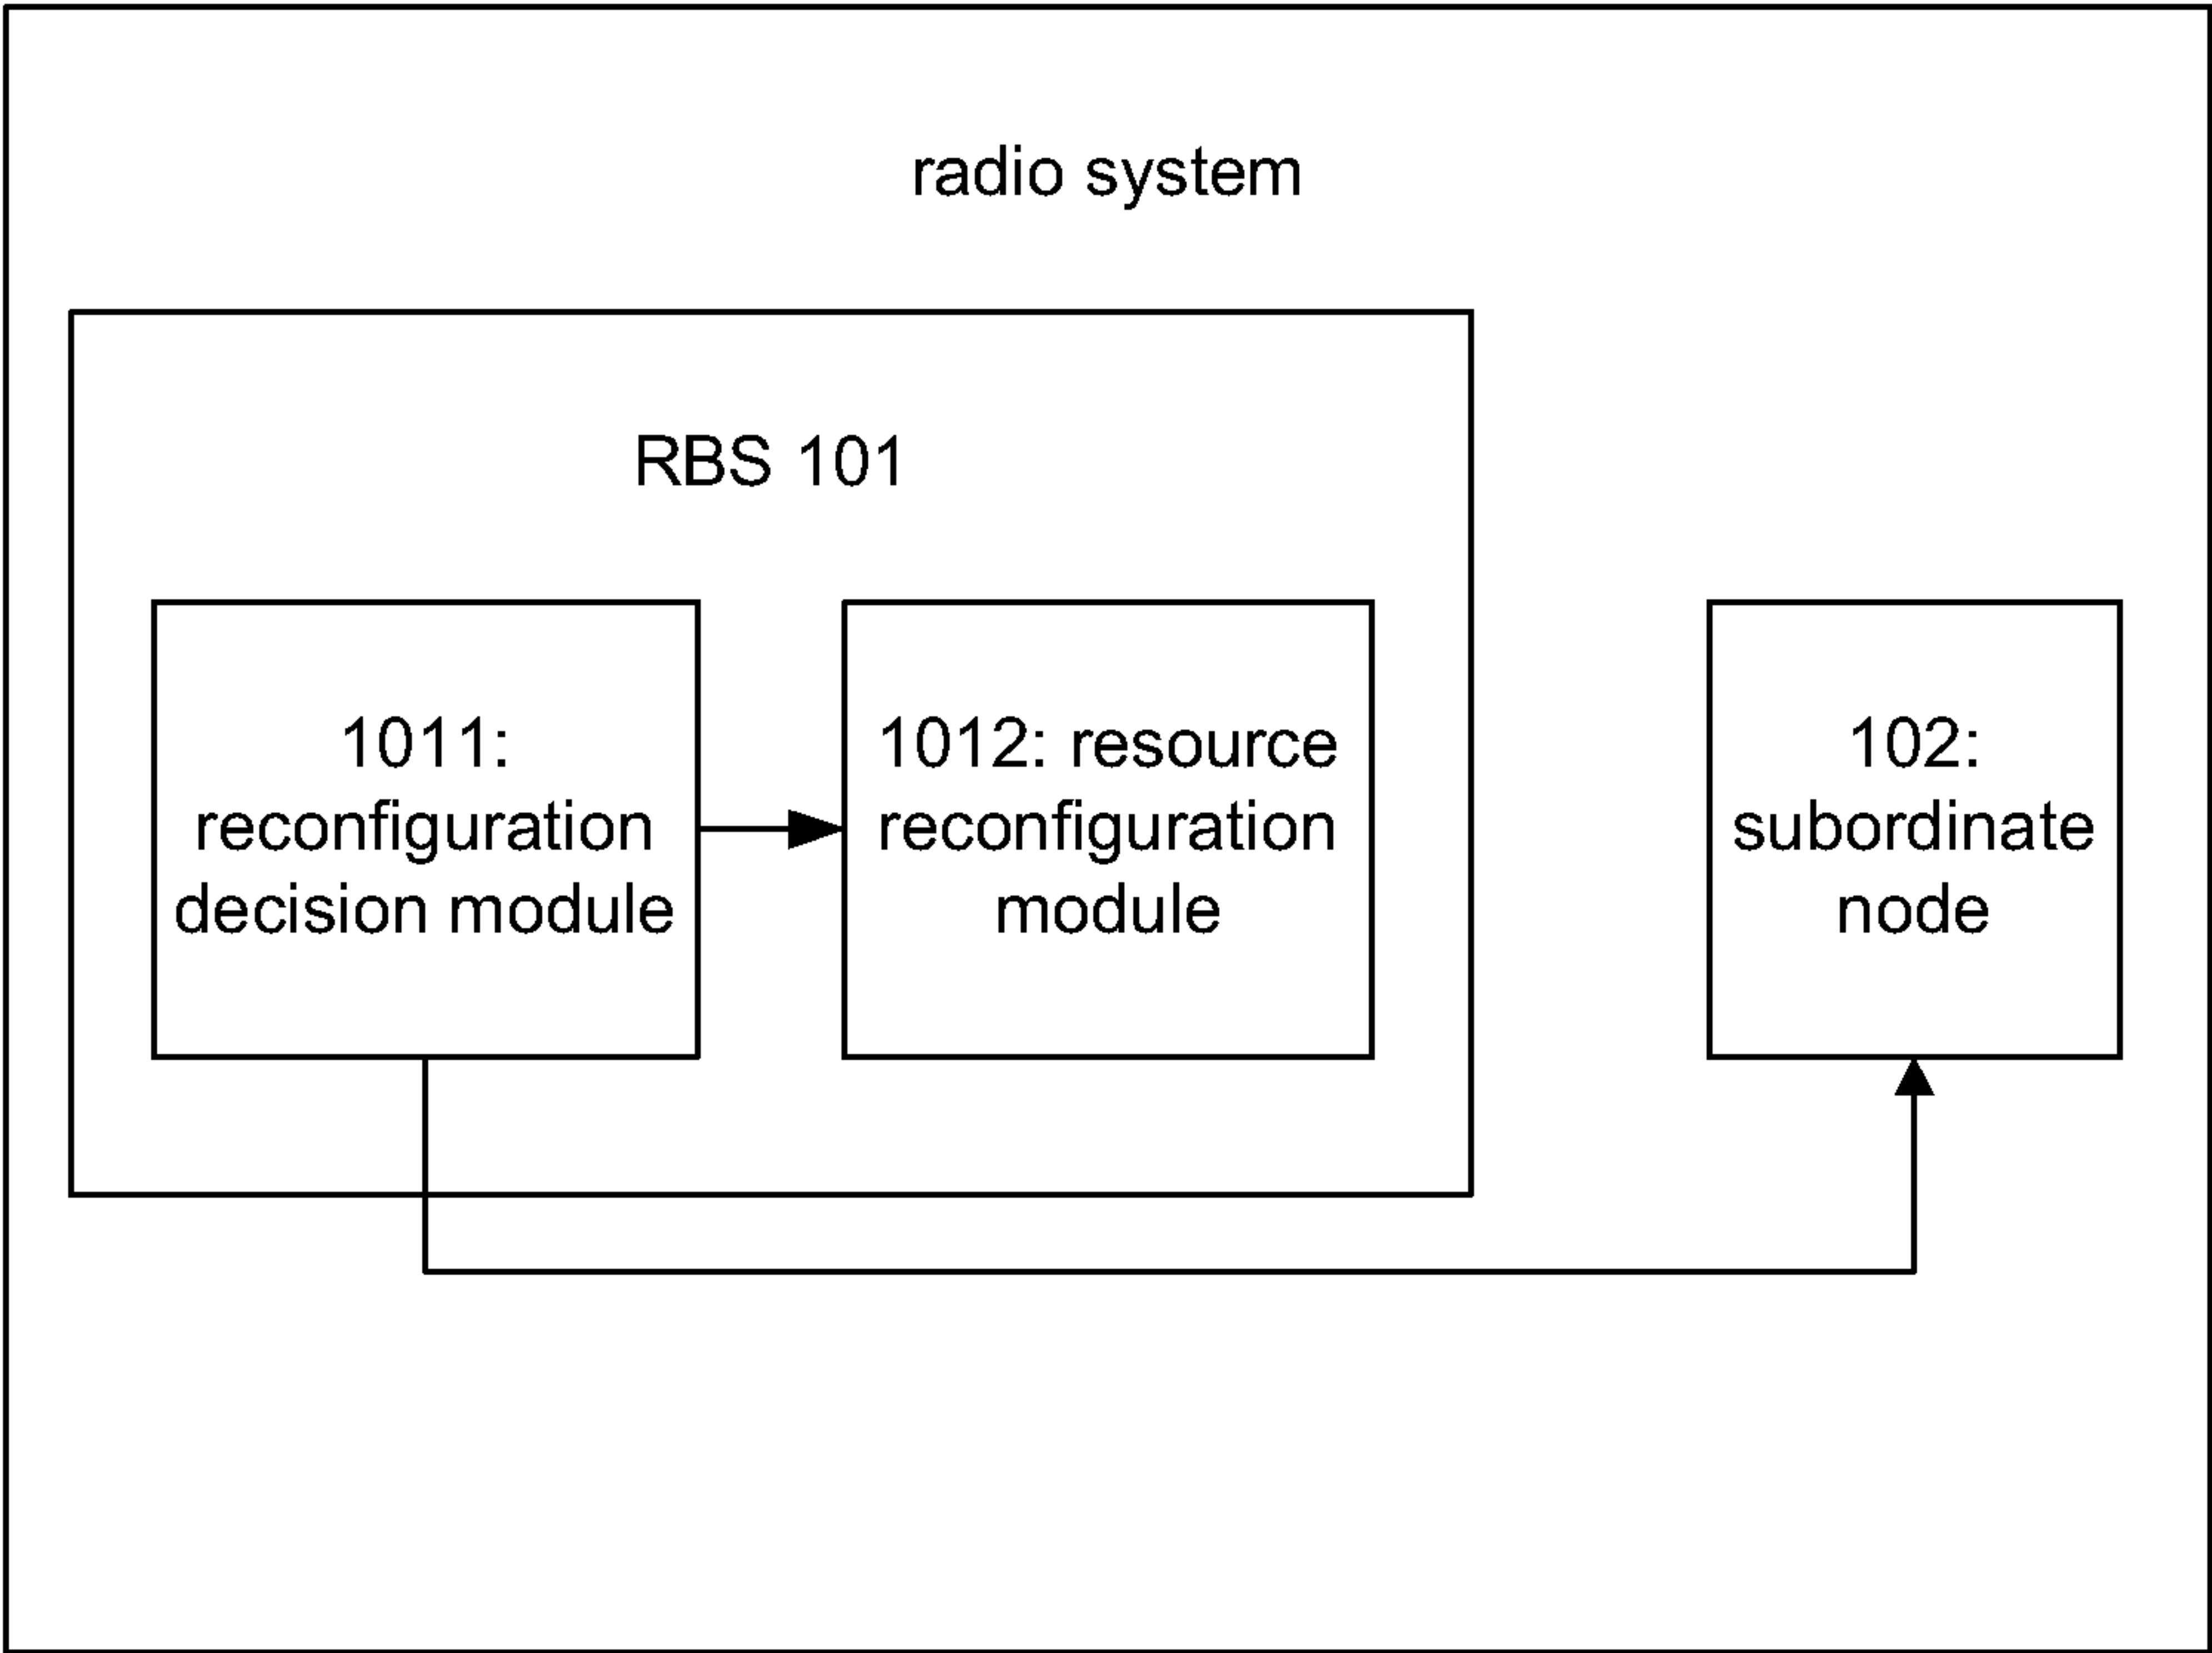 radio system
RBS 101
1011:
reconfiguration
decision module
1012: resource
reconfiguration
module
102:
subordinate
node